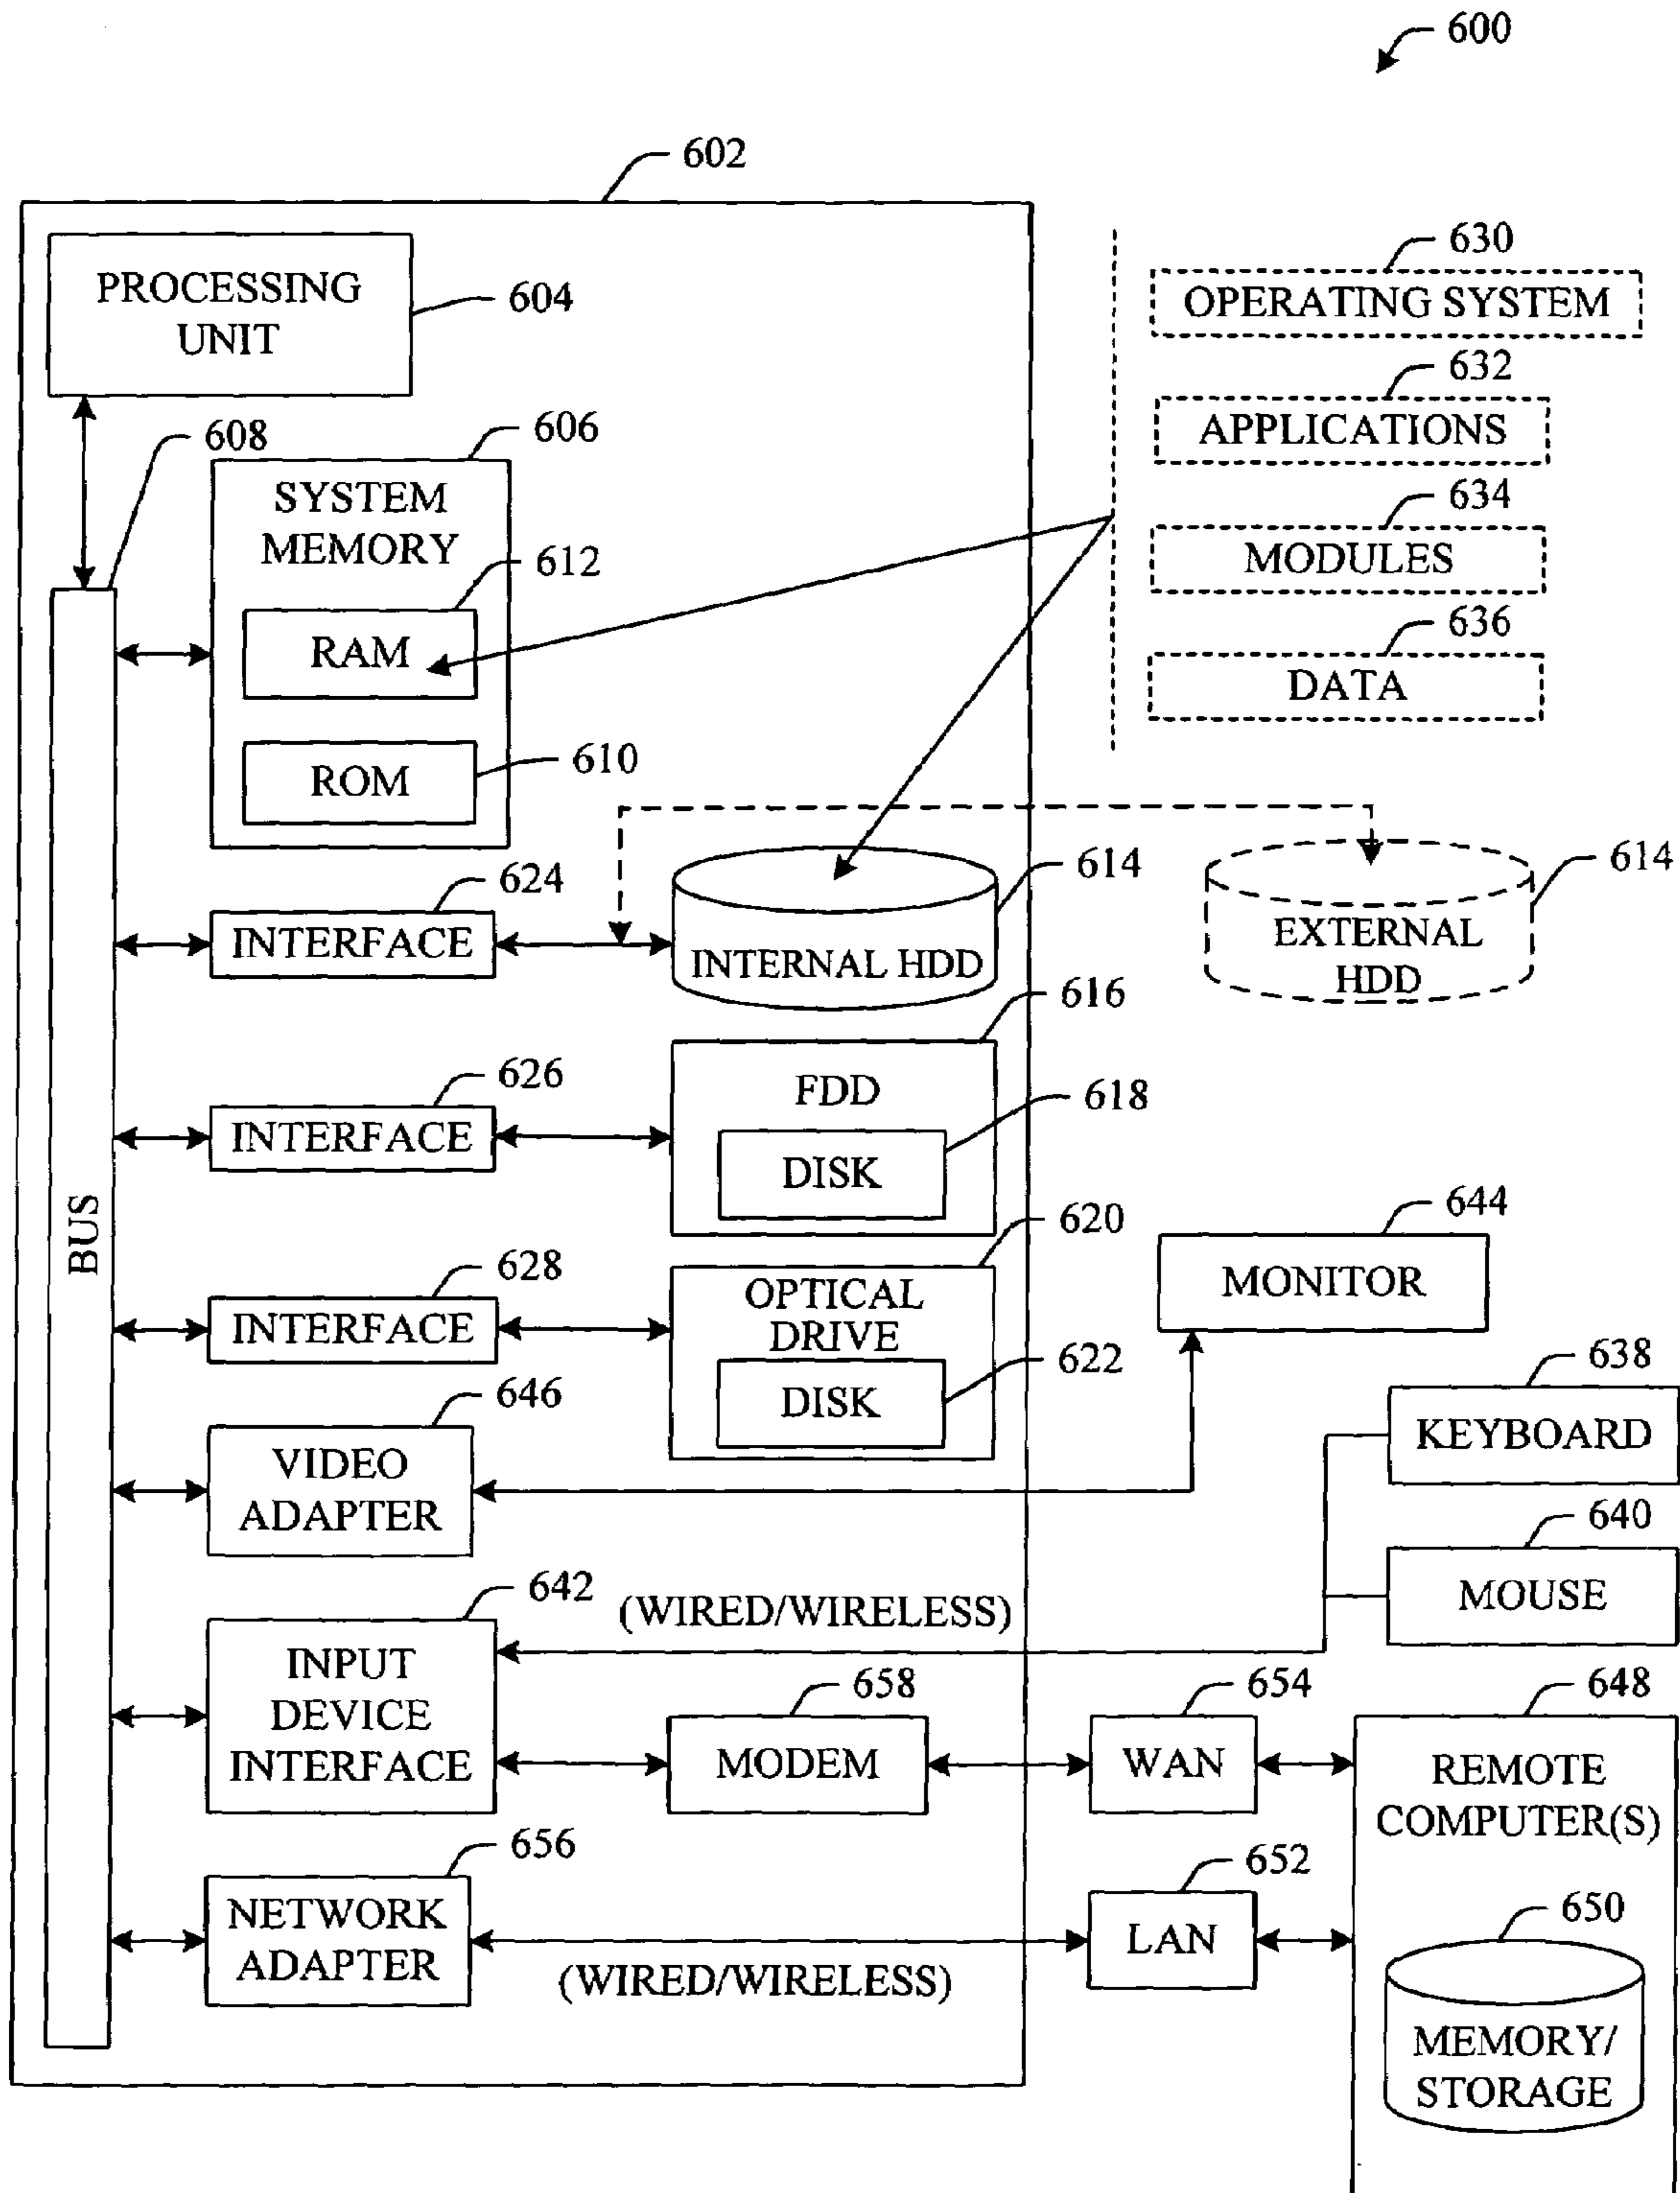 600
602
PROCESSING
UNIT
604
630
OPERATING SYSTEM
632
APPLICATIONS
634
MODULES
636
DATA
608
606
SYSTEM
MEMORY
612
RAM
610
ROM
BUS
624
INTERFACE
614
INTERNAL HDD
614
EXTERNAL
HDD
626
INTERFACE
616
FDD
618
DISK
628
INTERFACE
620
OPTICAL
DRIVE
622
DISK
644
MONITOR
646
VIDEO
ADAPTER
638
KEYBOARD
640
MOUSE
642
INPUT
DEVICE
INTERFACE
(WIRED/WIRELESS)
658
MODEM
654
WAN
648
REMOTE
COMPUTER(S)
656
NETWORK
ADAPTER
(WIRED/WIRELESS)
652
LAN
650
MEMORY/
STORAGE